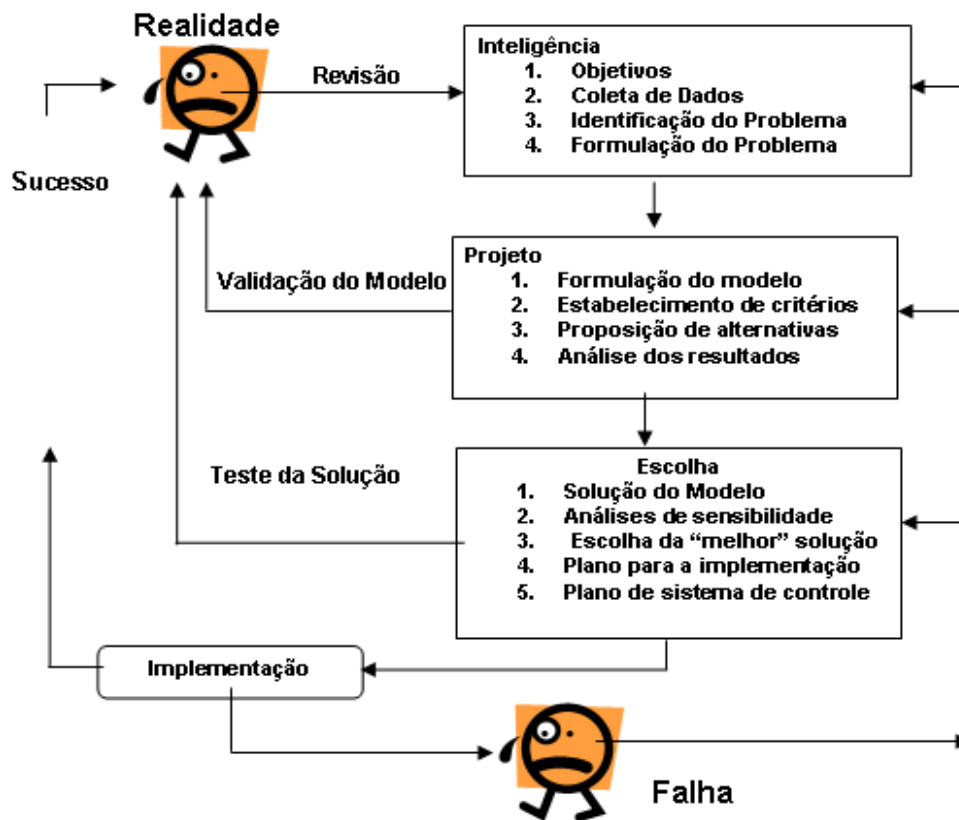 Realidade
Revisão
Sucesso
Inteligência
1. Objetivos
2. Coleta de Dados
3. Identificação do Problema
4. Formulação do Problema
Validação do Modelo
Projeto
1. Formulação do modelo
2. Estabelecimento de critérios
3. Proposição de alternativas
4. Análise dos resultados
Teste da Solução
Escolha
1. Solução do Modelo
2. Análises de sensibilidade
3. Escolha da “melhor” solução
4. Plano para a implementação
5. Plano de sistema de controle
Implementação
Falha